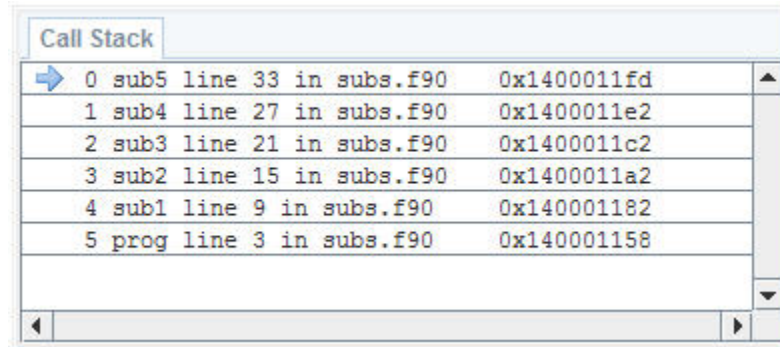 Call Stack
0 sub5 line 33 in subs.f90 0x1400011fd
1 sub4 line 27 in subs.f90 0x1400011e2
2 sub3 line 21 in subs.f90 0x1400011c2
3 sub2 line 15 in subs.f90 0x1400011a2
4 sub1 line 9 in subs.f90 0x140001182
5 prog line 3 in subs.f90 0x140001158